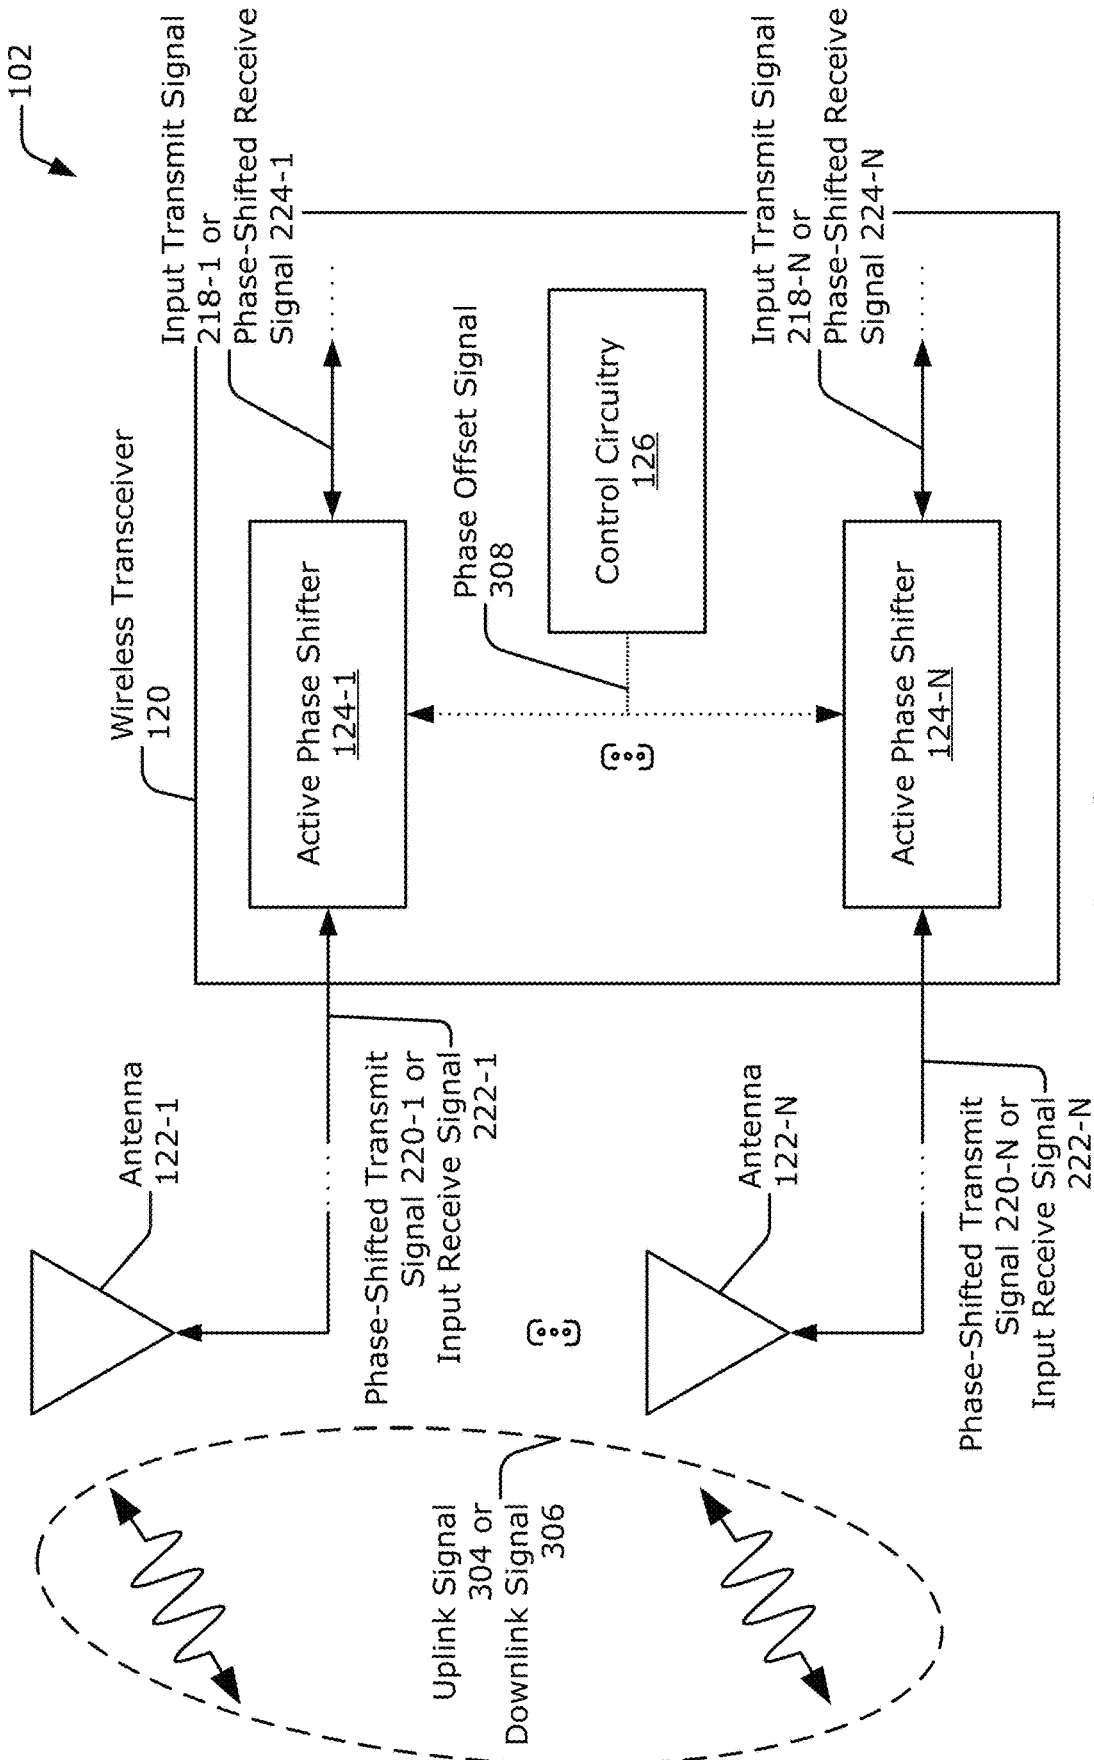 102
Wireless Transceiver
120
Input Transmit Signal
218-1 or
Phase-Shifted Receive
Signal 224-1
Antenna
122-1
Active Phase Shifter
124-1
Phase-Shifted Transmit
Signal 220-1 or
Input Receive Signal
222-1
Phase Offset Signal
308
Uplink Signal
304 or
Downlink Signal
306
Control Circuitry
126
Antenna
122-N
Input Transmit Signal
218-N or
Phase-Shifted Receive
Signal 224-N
Active Phase Shifter
124-N
Phase-Shifted Transmit
Signal 220-N or
Input Receive Signal
222-N